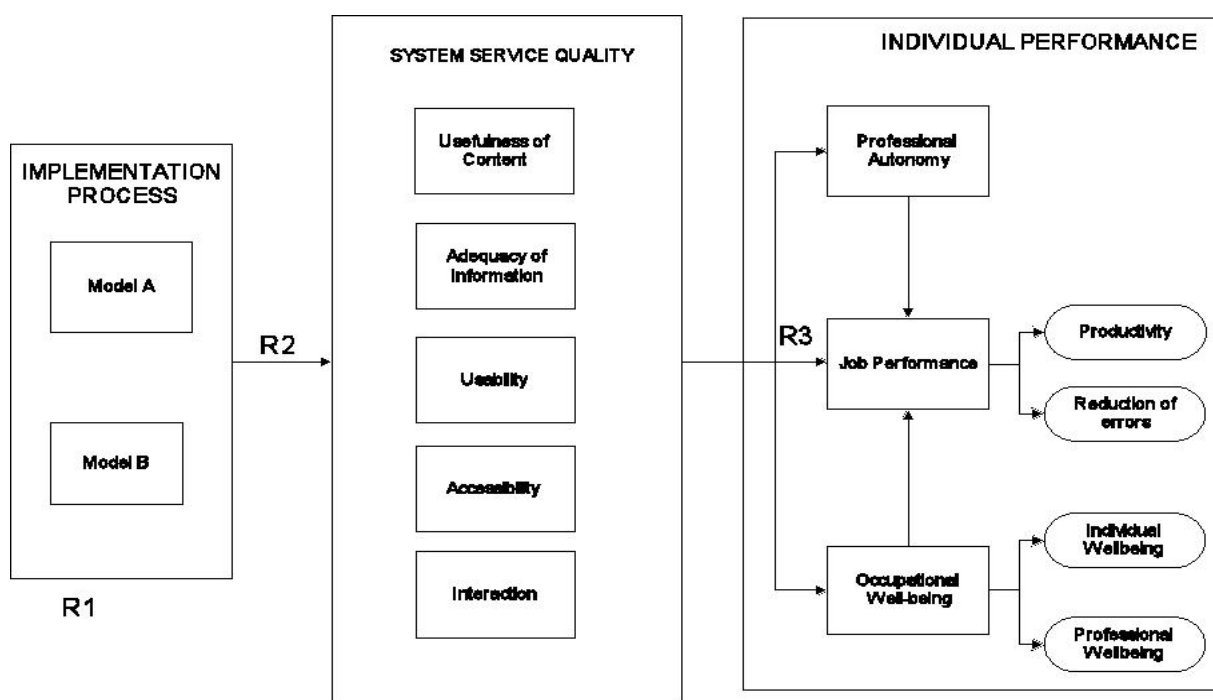 IMPLEMENTATION
PROCESS
Model A
Model B
R1
R2
SYSTEM SERVICE QUALITY
Usefulness of
Content
Adequacy of
Information
Usability
Accessibility
Interaction
R3
INDIVIDUAL PERFORMANCE
Professional
Autonomy
Job Performance
Productivity
Reduction of
errors
Occupational
Well-being
Individual
Wellbeing
Professional
Wellbeing